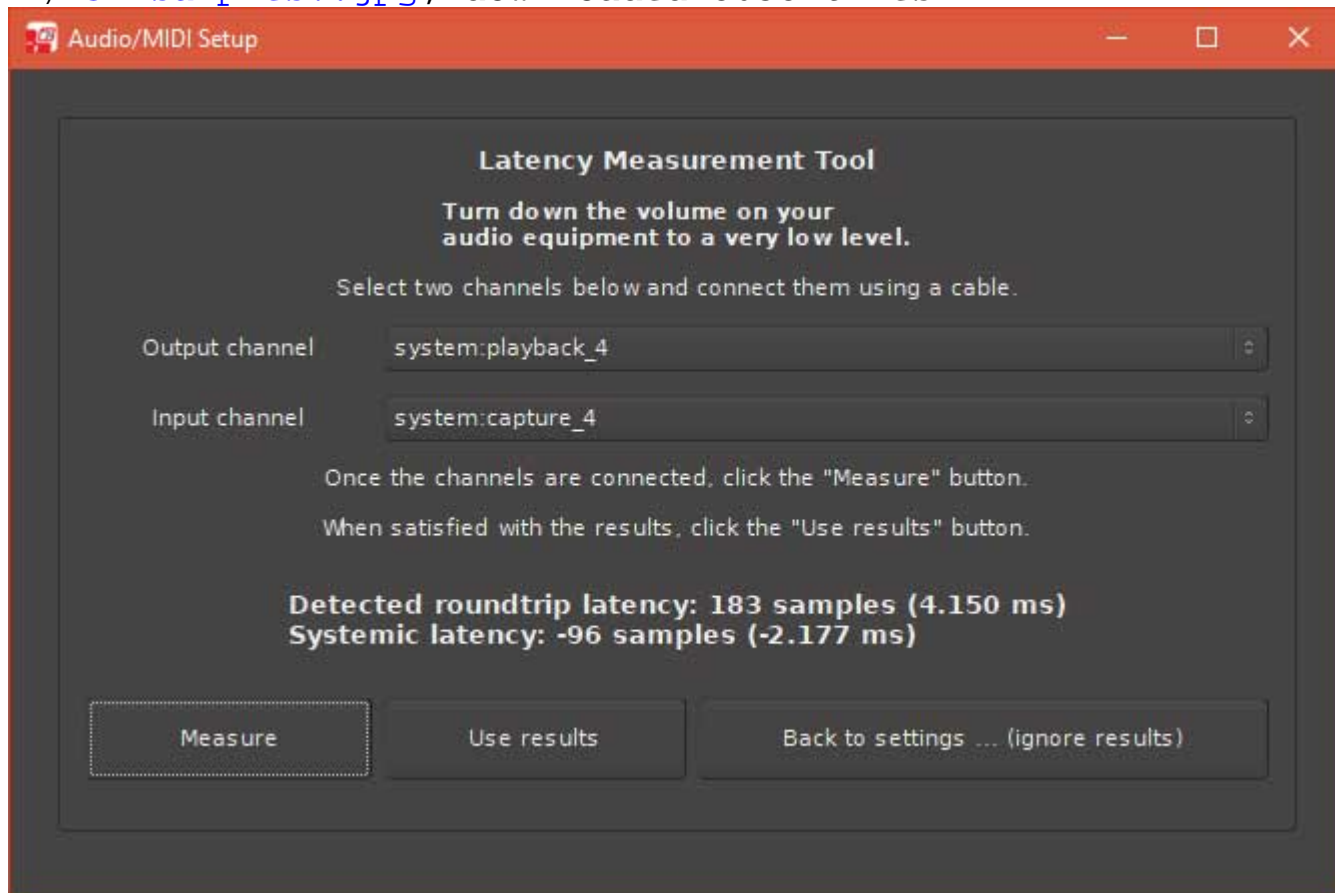 Audio/MIDI Setup
Latency Measurement Tool
Turn down the volume on your
audio equipment to a very low level.
Select two channels below and connect them using a cable.
Output channel system:playback_4
Input channel system:capture_4
Once the channels are connected, click the "Measure" button.
When satisfied with the results, click the "Use results" button.
Detected roundtrip latency: 183 samples (4.150 ms)
Systemic latency: -96 samples (-2.177 ms)
Measure Use results Back to settings ... (ignore results)